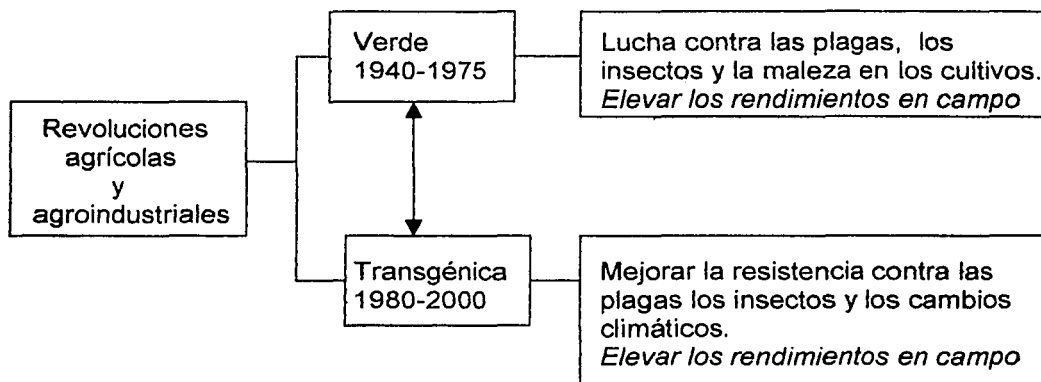 Revoluciones
agrícolas
y
agroindustriales
Verde
1940-1975
Lucha contra las plagas, los
insectos y la maleza en los cultivos.
Elevar los rendimientos en campo
Transgénica
1980-2000
Mejorar la resistencia contra las
plagas los insectos y los cambios
climáticos.
Elevar los rendimientos en campo